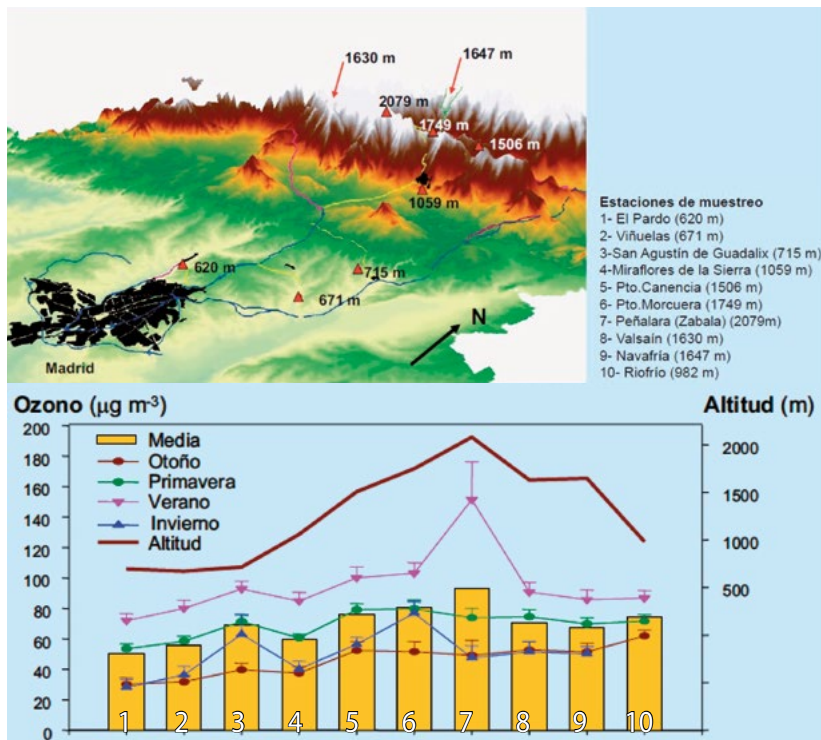 1630 m
1647 m
2079 m
1749 m
1506 m
1059 m
620 m
715 m
671 m
N
Madrid
Estaciones de muestreo
1- El Pardo (620 m)
2- Viñuelas (671 m)
3-San Agustín de Guadalix (715 m)
4-Miraflores de la Sierra (1059 m)
5- Pto.Canencia (1506 m)
6- Pto.Morcuera (1749 m)
7- Peñalara (Zabala) (2079m)
8- Valsaín (1630 m)
9- Navafría (1647 m)
10- Riofrío (982 m)
Ozono (µg m-3)
Altitud (m)
200
180
160
140
120
100
80
60
40
20
0
Media
Otoño
Primavera
Verano
Invierno
Altitud
2000
1500
1000
500
1 2 3 4 5 6 7 8 9 10